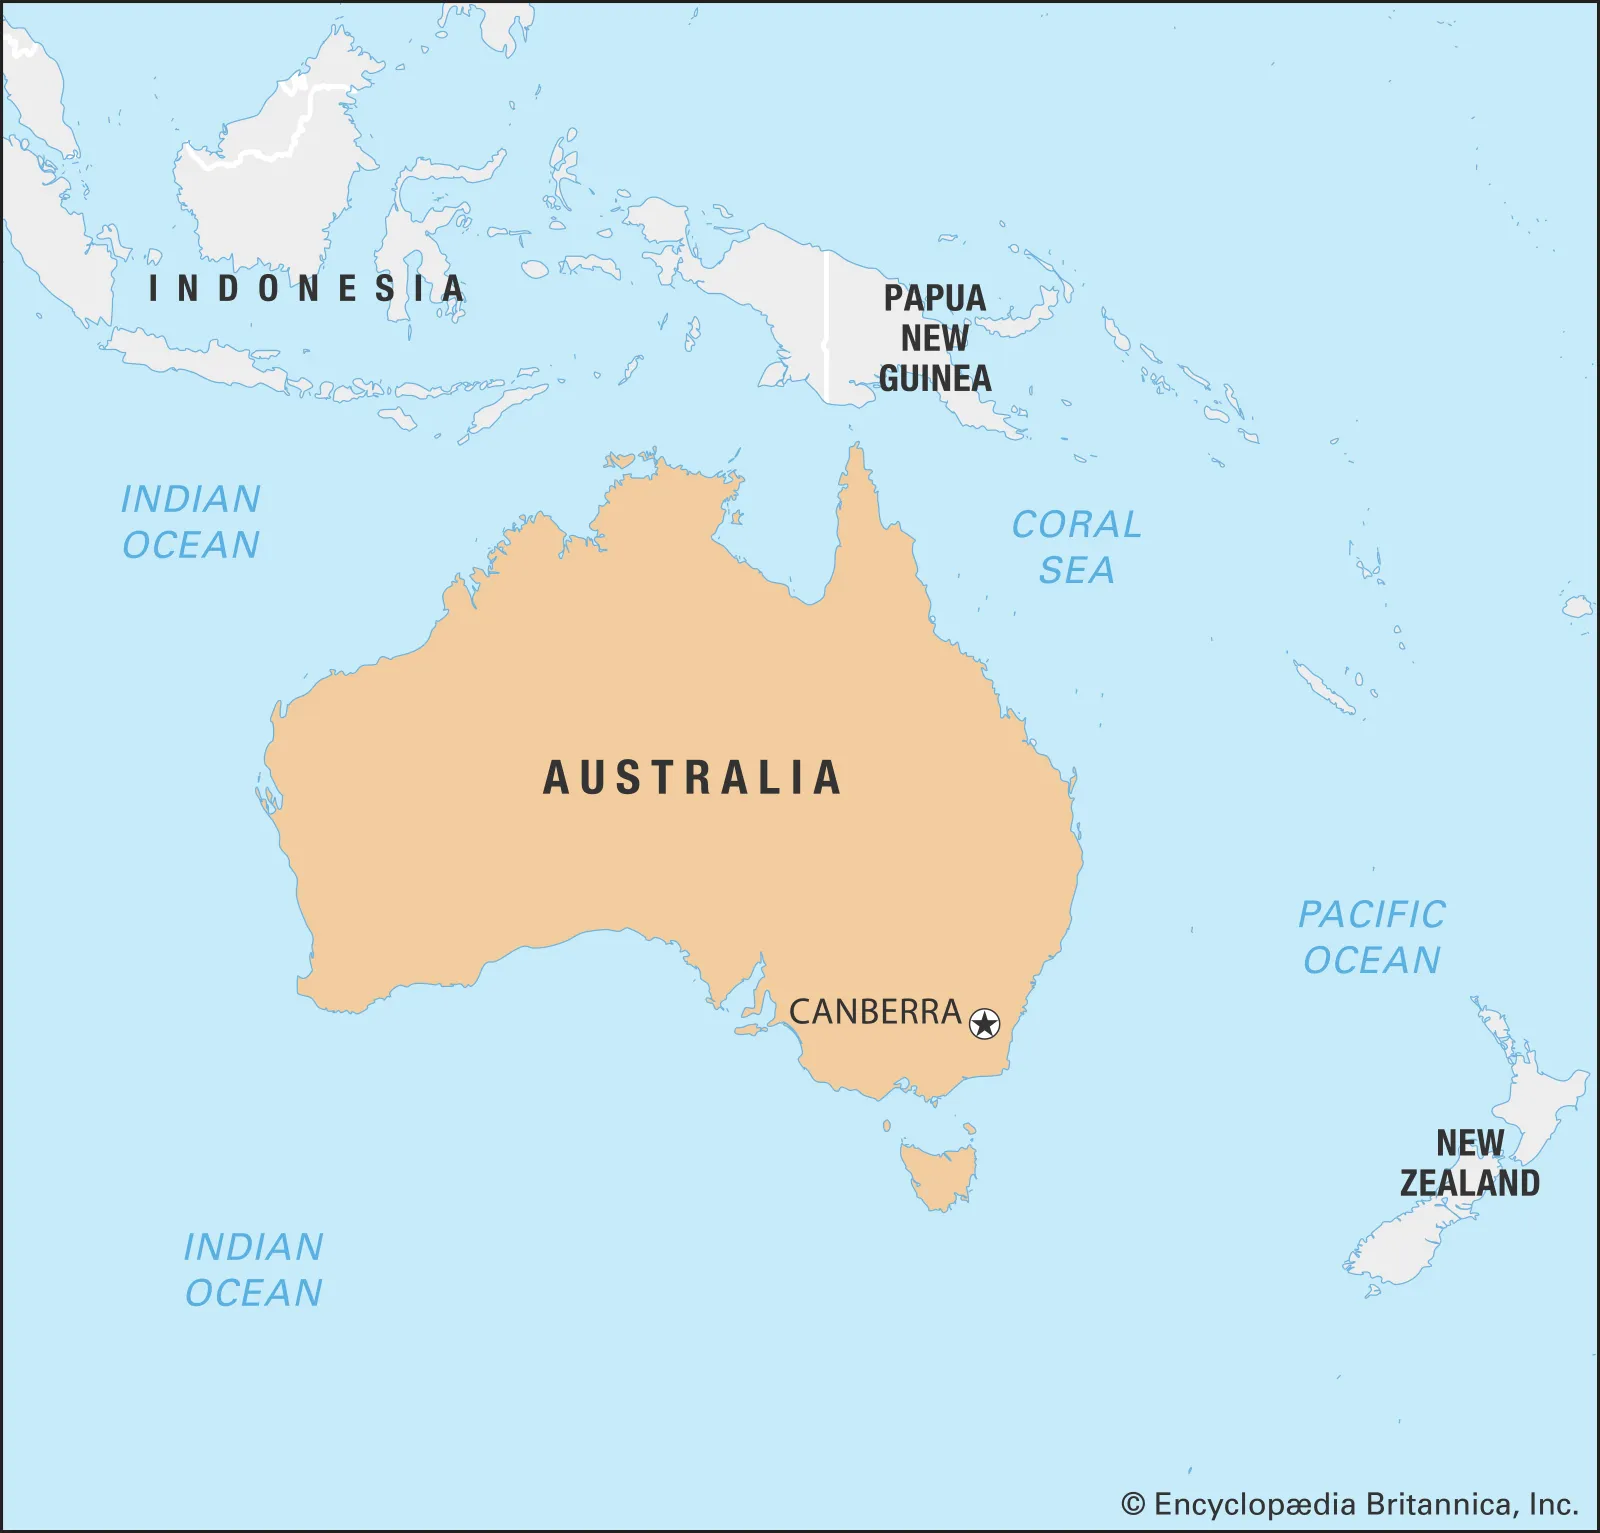 INDONESIA
PAPUA
NEW
GUINEA
INDIAN
OCEAN
CORAL
SEA
AUSTRALIA
PACIFIC
OCEAN
CANBERRA
NEW
ZEALAND
INDIAN
OCEAN
© Encyclopædia Britannica, Inc.